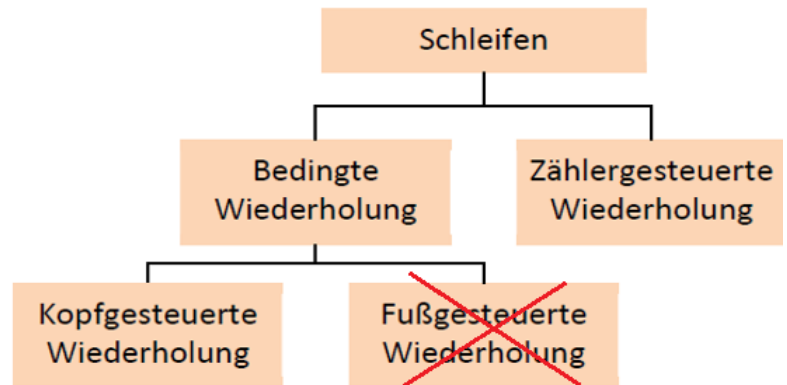 Schleifen
Bedingte
Wiederholung
Zählergesteuerte
Wiederholung
Kopfgesteuerte
Wiederholung
Fußgesteuerte
Wiederholung